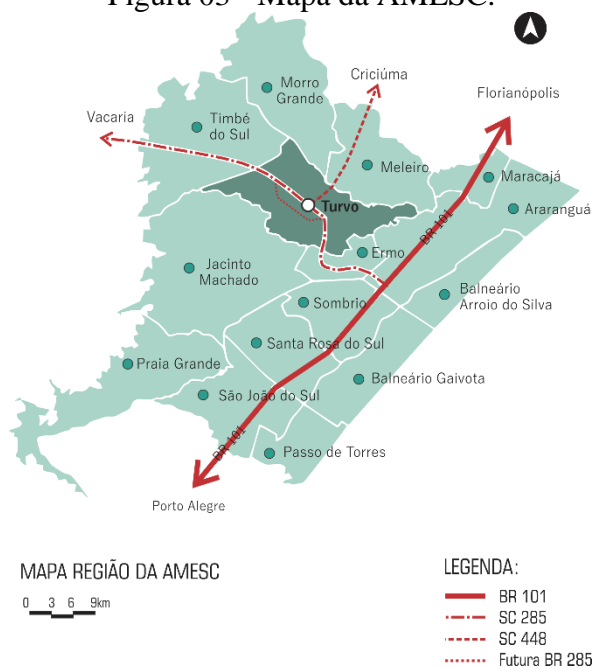 Figura 03 - Mapa da AMESC.
Morro
Grande
Criciúma
Florianópolis
Vacaria
Timbé
do Sul
Meleiro
Maracajá
Araranguá
Turvo
BR 101
Ermo
Jacinto
Machado
Balneário
Arroio do Silva
Sombrio
Santa Rosa do Sul
Praia Grande
Balneário Gaivota
São João do Sul
BR 101
Passo de Torres
Porto Alegre
MAPA REGIÃO DA AMESC
0 3 6 9km
LEGENDA:
BR 101
SC 285
SC 448
Futura BR 285